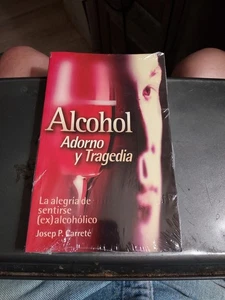 Alcohol
Adorno
y Tragedia
La alegría de
sentirse
(ex)alcohólico
Josep P. Carreté